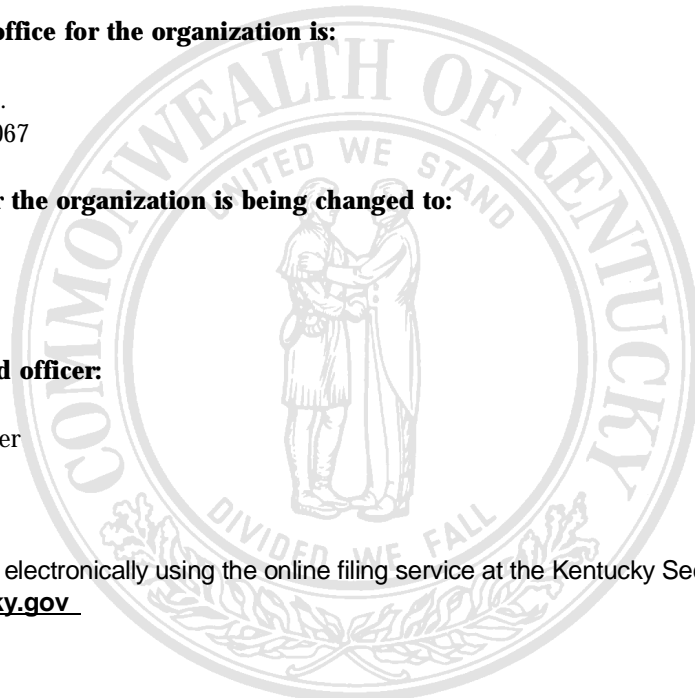 office for the organization is:
.
067
the organization is being changed to:
officer:
er
electronically using the online filing service at the Kentucky Sec
ky.gov
COMMONWEALTH OF KENTUCKY
UNITED WE STAND
DIVIDED WE FALL